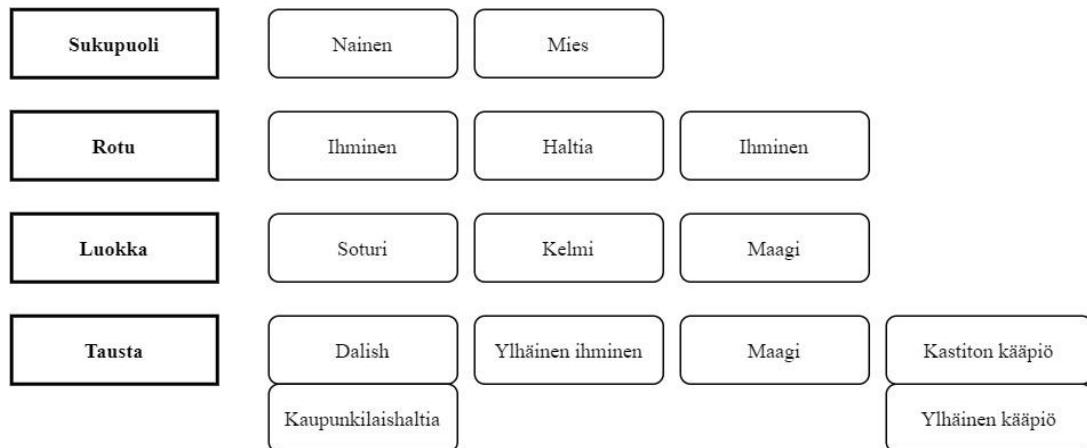 Sukupuoli
Nainen
Mies
Rotu
Ihminen
Haltia
Ihminen
Luokka
Soturi
Kelmi
Maagi
Tausta
Dalish
Ylhäinen ihminen
Maagi
Kastiton kääpiö
Kaupunkilaishaltia
Ylhäinen kääpiö